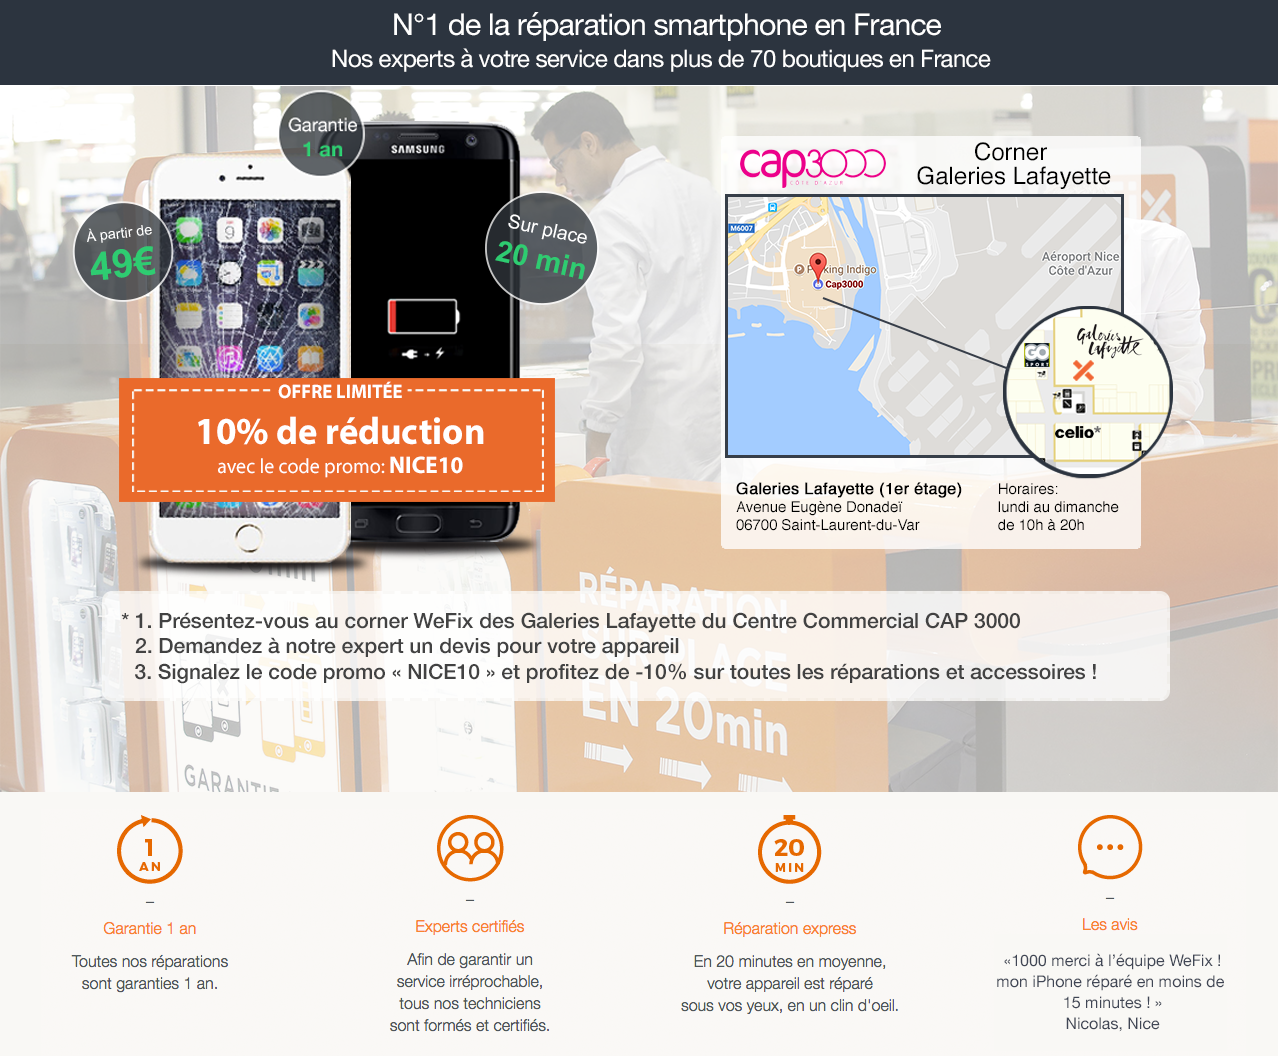 N°1 de la réparation smartphone en France
Nos experts à votre service dans plus de 70 boutiques en France
Garantie
1 an
SAMSUNG
À partir de
49€
Sur place
20 min
OFFRE LIMITÉE
10% de réduction
avec le code promo: NICE10
cap3000
CÔTE D'AZUR
Corner
Galeries Lafayette
M6007
Parking Indigo
Cap3000
Aéroport Nice
Côte d'Azur
Galeries
Lafayette
GO
SPORT
celio*
Galeries Lafayette (1er étage)
Avenue Eugène Donadeï
06700 Saint-Laurent-du-Var
Horaires:
lundi au dimanche
de 10h à 20h
RÉPARATION
SUR PLACE
EN 20min
GARANTIE
* 1. Présentez-vous au corner WeFix des Galeries Lafayette du Centre Commercial CAP 3000
2. Demandez à notre expert un devis pour votre appareil
3. Signalez le code promo « NICE10 » et profitez de -10% sur toutes les réparations et accessoires !
1
AN
–
Garantie 1 an
Toutes nos réparations
sont garanties 1 an.
–
Experts certifiés
Afin de garantir un
service irréprochable,
tous nos techniciens
sont formés et certifiés.
20
MIN
–
Réparation express
En 20 minutes en moyenne,
votre appareil est réparé
sous vos yeux, en un clin d'oeil.
–
Les avis
«1000 merci à l'équipe WeFix !
mon iPhone réparé en moins de
15 minutes ! »
Nicolas, Nice